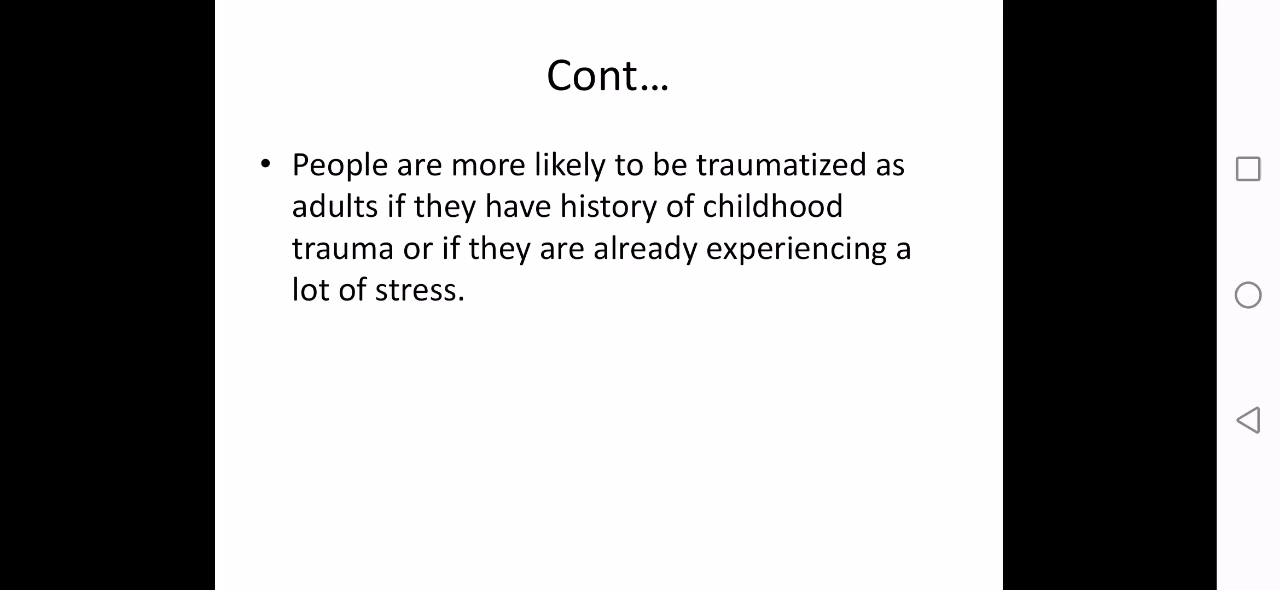 Cont...
• People are more likely to be traumatized as
adults if they have history of childhood
trauma or if they are already experiencing a
lot of stress.